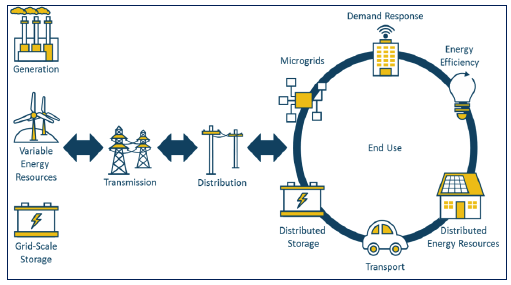 Generation
Variable
Energy
Resources
Grid-Scale
Storage
Transmission
Distribution
Demand Response
Microgrids
Energy
Efficiency
End Use
Distributed
Storage
Distributed
Energy Resources
Transport